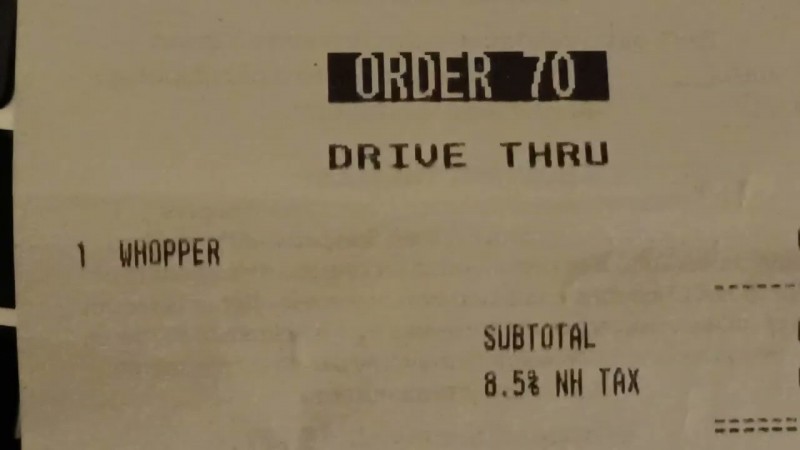 ORDER 70
DRIVE THRU
1 WHOPPER
SUBTOTAL
8.5% NH TAX